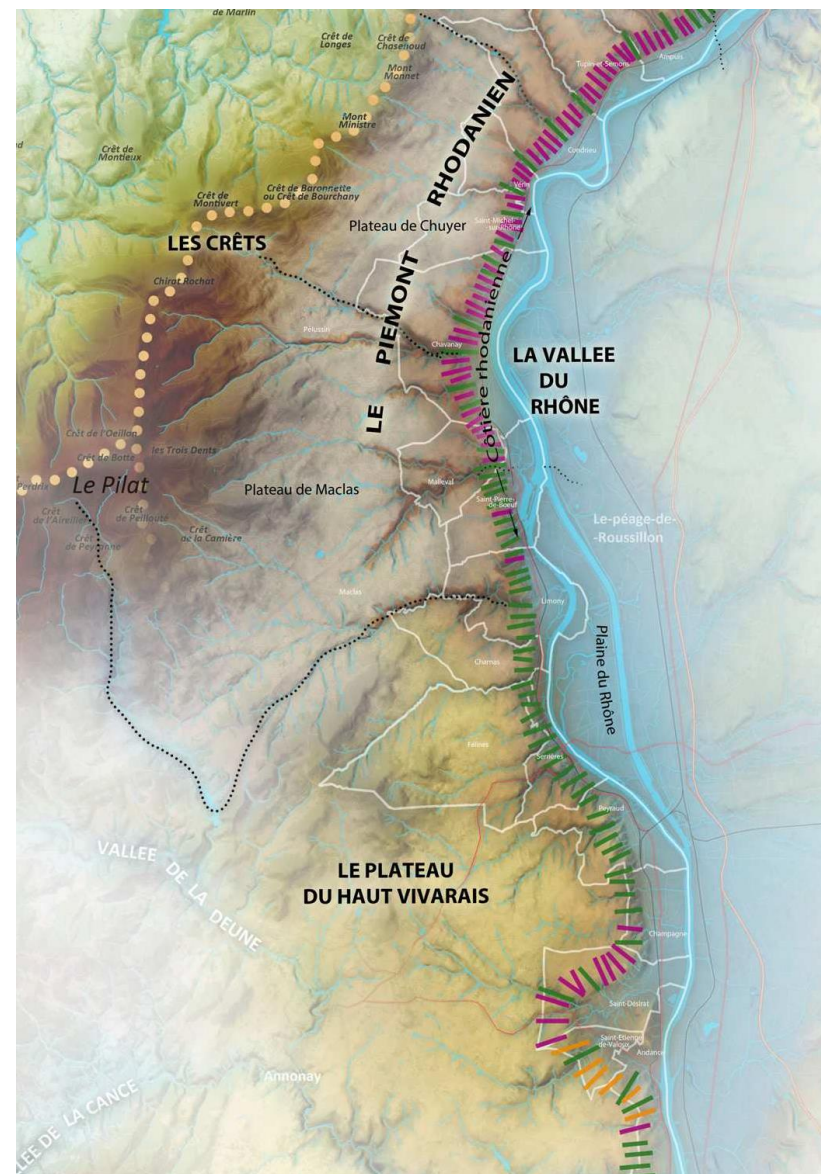 de Marlin
Crêt de
Longes
Crêt de
Chasenoud
Mont
Monnet
Mont
Ministre
Crêt de
Montieux
Crêt de Baronnette
ou Crêt de Bourchany
Crêt de
Montivert
LES CRÊTS
Chirat Rochat
Plateau de Chuyer
LE PIEMONT RHODANIEN
Tupin-et-Semons
Ampuis
Condrieu
Vérin
Saint-Michel-
sur-Rhône
Côtière rhodanienne
Pélussin
Chavanay
LA VALLEE
DU
RHÔNE
Crêt de l'Oeillon
Crêt de Botte
les Trois Dents
Perdrix
Le Pilat
Plateau de Maclas
Malleval
Saint-Pierre-
de-Bœuf
Crêt
de l'Aireille
Crêt
de Peillouté
Crêt
de la Camière
Crêt
Le-péage-de-
-Roussillon
Maclas
Limony
Plaine du Rhône
Charnas
Félines
Serrières
Peyraud
VALLEE DE LA DEUNE
LE PLATEAU
DU HAUT VIVARAIS
Champagne
Saint-Désirat
Saint-Etienne
de-Valoux
Andance
Annonay
LLEE DE LA CANCE